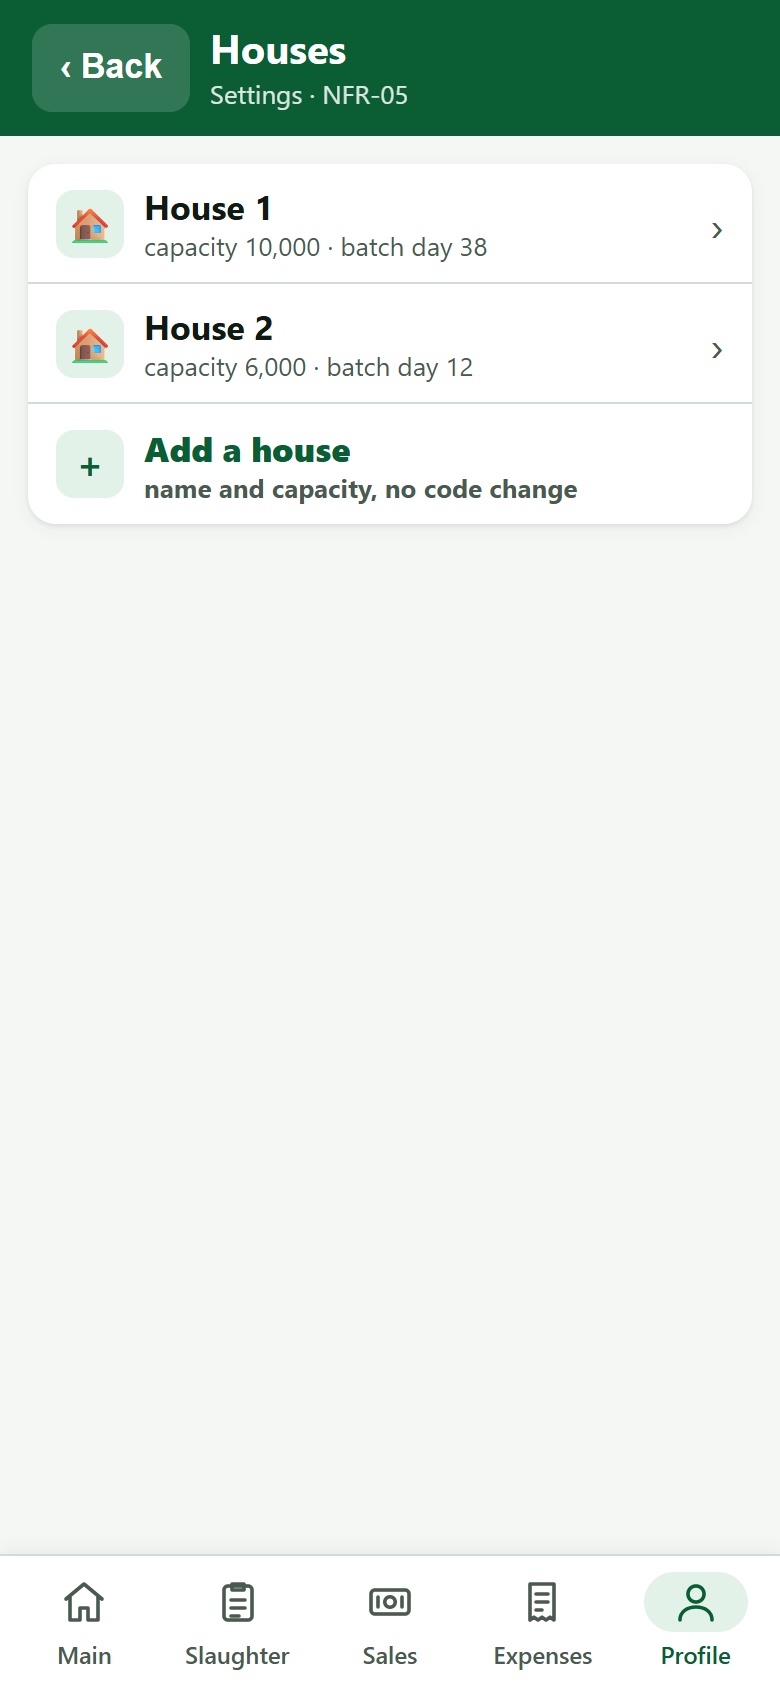 ‹ Back
Houses
Settings · NFR-05
House 1
capacity 10,000 · batch day 38
›
House 2
capacity 6,000 · batch day 12
›
+
Add a house
name and capacity, no code change
Main
Slaughter
Sales
Expenses
Profile